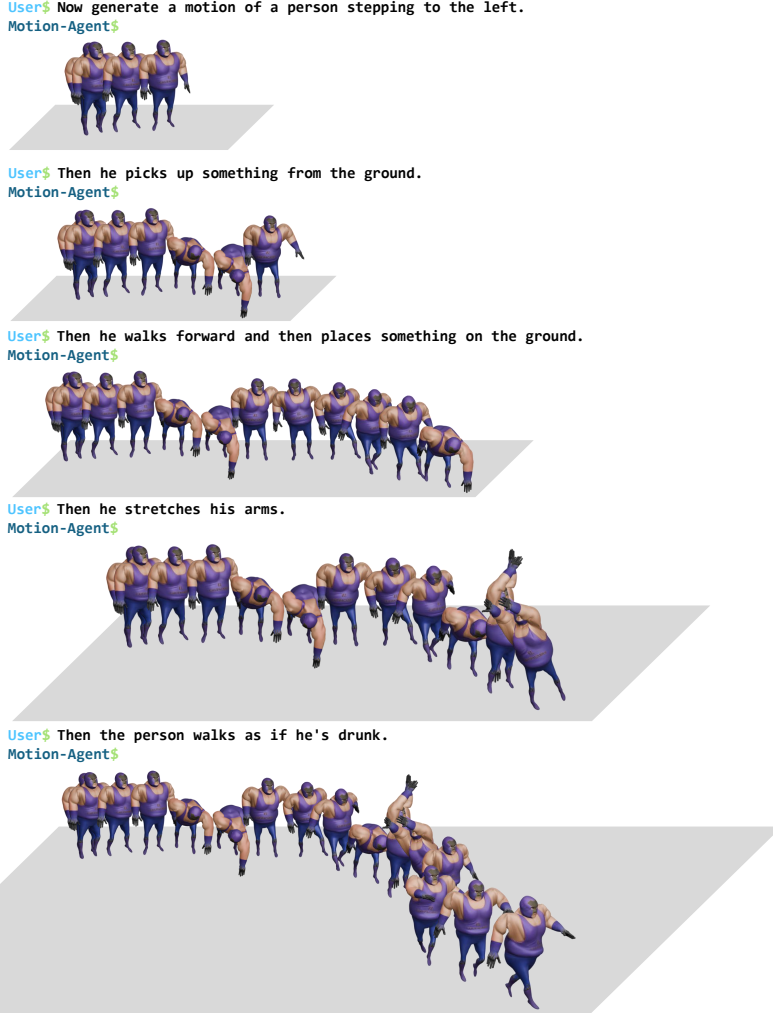 User$ Now generate a motion of a person stepping to the left.
Motion-Agent$
User$ Then he picks up something from the ground.
Motion-Agent$
User$ Then he walks forward and then places something on the ground.
Motion-Agent$
User$ Then he stretches his arms.
Motion-Agent$
User$ Then the person walks as if he's drunk.
Motion-Agent$